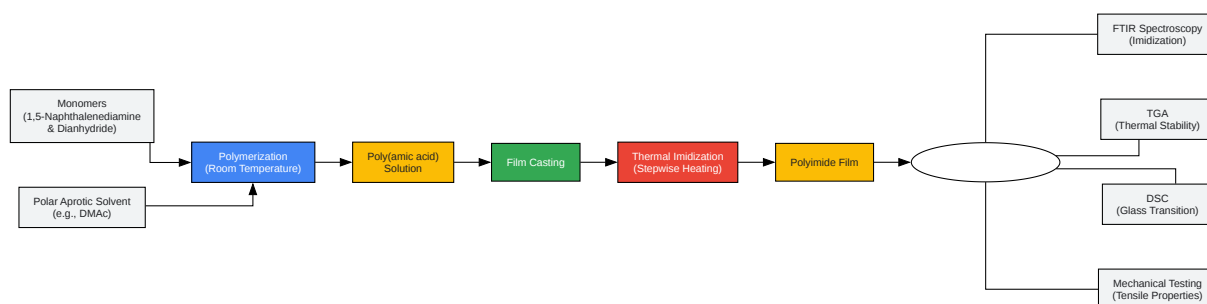 FTIR Spectroscopy
(Imidization)
Monomers
(1,5-Naphthalenediamine
& Dianhydride)
TGA
(Thermal Stability)
Polymerization
(Room Temperature)
Poly(amic acid)
Solution
Film Casting
Thermal Imidization
(Stepwise Heating)
Polyimide Film
Polar Aprotic Solvent
(e.g., DMAc)
DSC
(Glass Transition)
Mechanical Testing
(Tensile Properties)